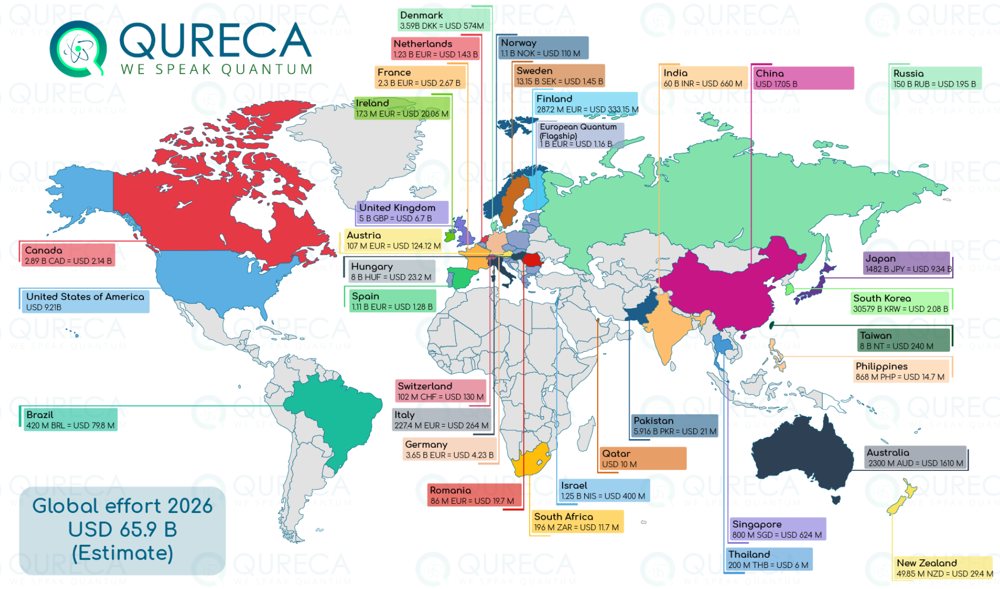 QURECA
WE SPEAK QUANTUM
Denmark
3.59B DKK = USD 574M
Netherlands
1.23 B EUR = USD 1.43 B
France
2.3 B EUR = USD 2.67 B
Ireland
17.3 M EUR = USD 20.06 M
Norway
1.1 B NOK = USD 110 M
Sweden
13.15 B SEK = USD 1.45 B
Finland
287.2 M EUR = USD 333.15 M
European Quantum
(Flagship)
1 B EUR = USD 1.16 B
India
60 B INR = USD 660 M
China
USD 17.05 B
Russia
150 B RUB = USD 1.95 B
United Kingdom
5 B GBP = USD 6.7 B
Austria
107 M EUR = USD 124.12 M
Hungary
8 B HUF = USD 23.2 M
Spain
1.11 B EUR = USD 1.28 B
Canada
2.89 B CAD = USD 2.14 B
United States of America
USD 9.21B
Brazil
420 M BRL = USD 79.8 M
Japan
1482 B JPY = USD 9.34 B
South Korea
3057.9 B KRW = USD 2.08 B
Taiwan
8 B NT = USD 240 M
Philippines
868 M PHP = USD 14.7 M
Switzerland
102 M CHF = USD 130 M
Italy
227.4 M EUR = USD 264 M
Germany
3.65 B EUR = USD 4.23 B
Romania
86 M EUR = USD 19.7 M
Pakistan
5.916 B PKR = USD 21 M
Qatar
USD 10 M
Israel
1.25 B NIS = USD 400 M
South Africa
196 M ZAR = USD 11.7 M
Australia
2300 M AUD = USD 1610 M
Singapore
800 M SGD = USD 624 M
Thailand
200 M THB = USD 6 M
New Zealand
49.85 M NZD = USD 29.4 M
Global effort 2026
USD 65.9 B
(Estimate)